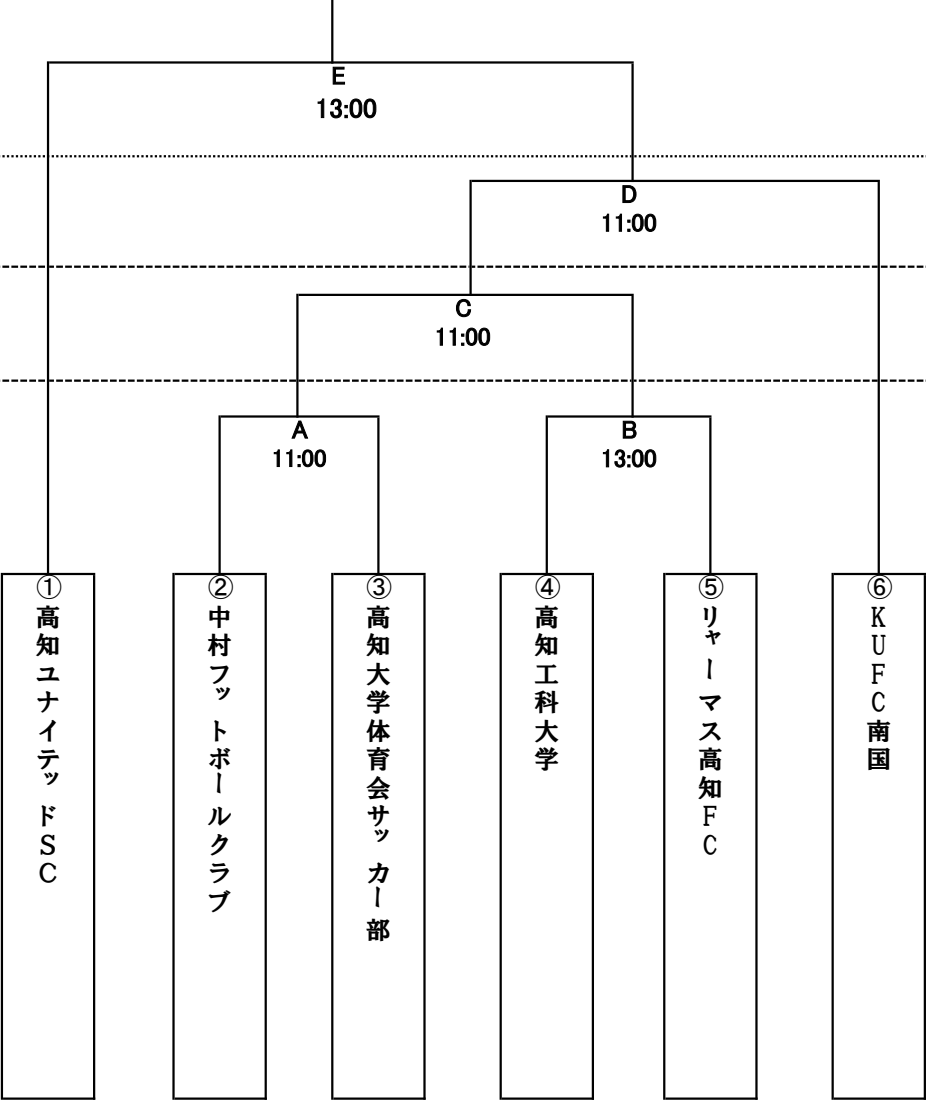 E
13:00
D
11:00
C
11:00
A
11:00
B
13:00
①高知ユナイテッドSC
②中村フットボールクラブ
③高知大学体育会サッカー部
④高知工科大学
⑤リャーマス高知FC
⑥KUFC南国